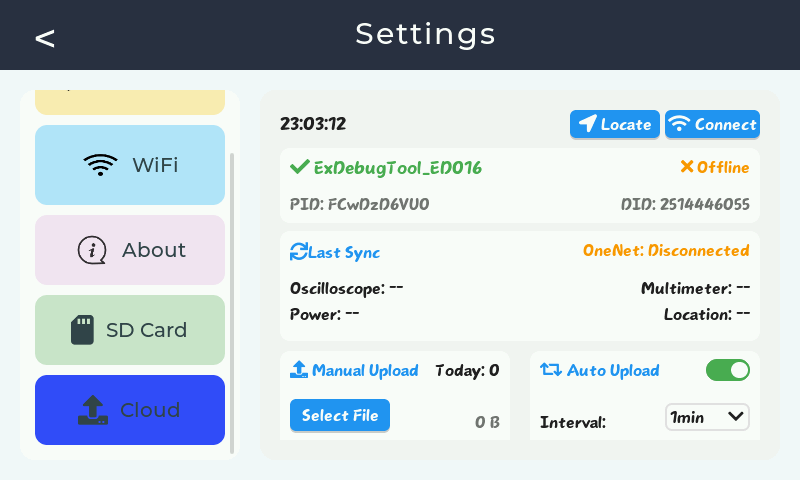 < Settings
WiFi
About
SD Card
Cloud
23:03:12 Locate Connect
ExDebugTool_ED016 Offline
PID: FCwDzD6VU0 DID: 2514446055
Last Sync OneNet: Disconnected
Oscilloscope: -- Multimeter: --
Power: -- Location: --
Manual Upload Today: 0
Select File 0 B
Auto Upload
Interval: 1min